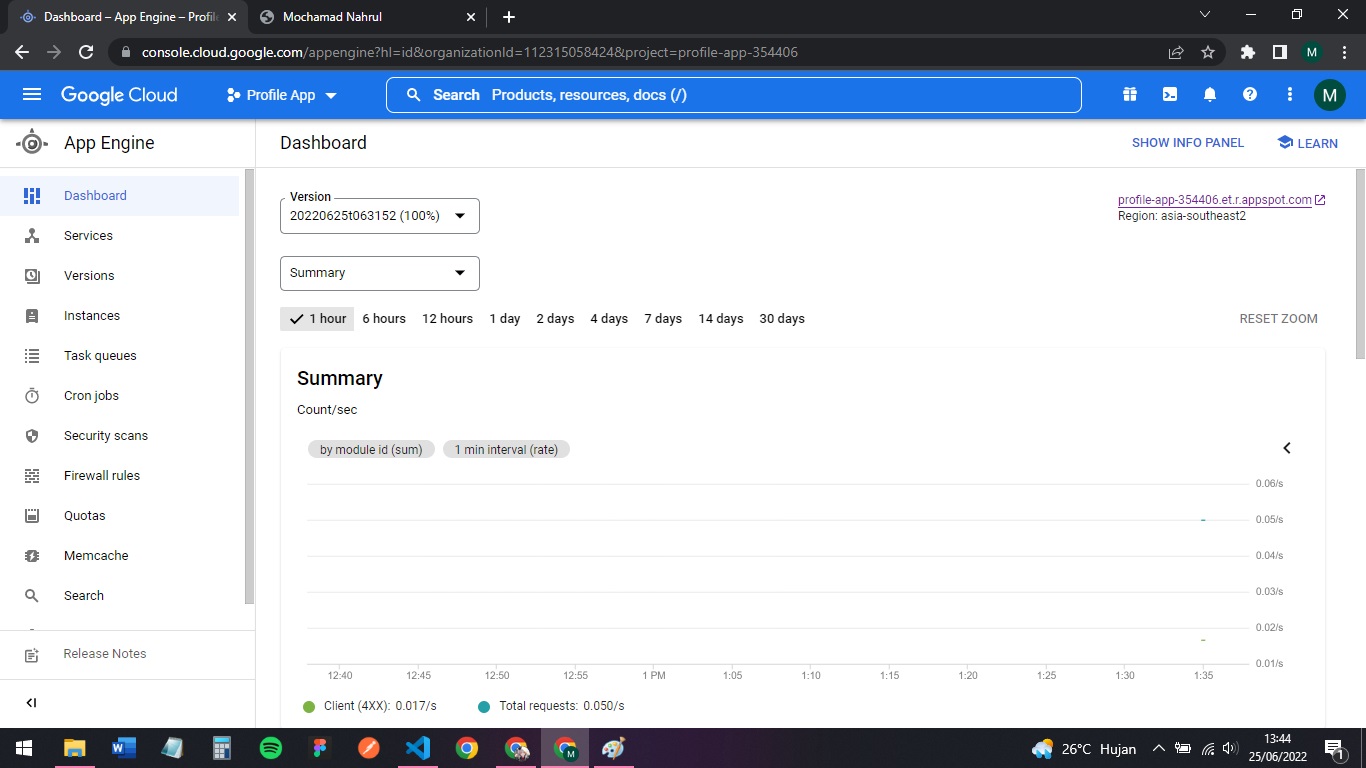 Dashboard – App Engine – Profil
Mochamad Nahrul
console.cloud.google.com/appengine?hl=id&organizationId=112315058424&project=profile-app-354406
M
Google Cloud
Profile App
Search Products, resources, docs (/)
M
App Engine
Dashboard
SHOW INFO PANEL
LEARN
Dashboard
Services
Versions
Instances
Task queues
Cron jobs
Security scans
Firewall rules
Quotas
Memcache
Search
Release Notes
Version
20220625t063152 (100%)
profile-app-354406.et.r.appspot.com
Region: asia-southeast2
Summary
1 hour 6 hours 12 hours 1 day 2 days 4 days 7 days 14 days 30 days
RESET ZOOM
Summary
Count/sec
by module id (sum) 1 min interval (rate)
0.06/s
0.05/s
0.04/s
0.03/s
0.02/s
0.01/s
12:40 12:45 12:50 12:55 1 PM 1:05 1:10 1:15 1:20 1:25 1:30 1:35
Client (4XX): 0.017/s Total requests: 0.050/s
26°C Hujan
13:44
25/06/2022
1